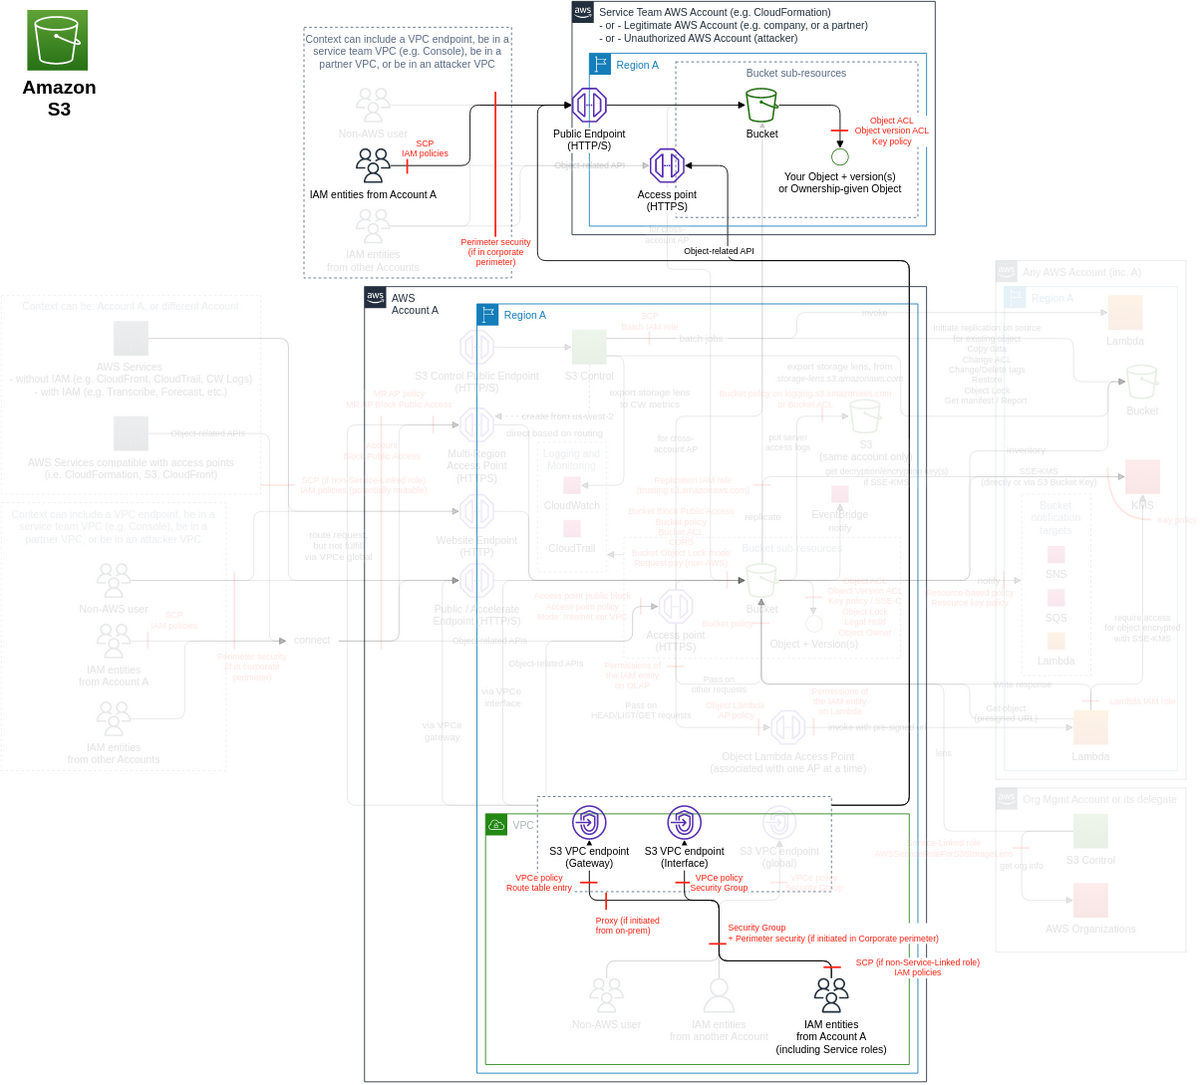 Amazon
S3
Context can include a VPC endpoint, be in a
service team VPC (e.g. Console), be in a
partner VPC, or be in an attacker VPC
Non-AWS user
SCP
IAM policies
IAM entities from Account A
IAM entities
from other Accounts
Perimeter security
(if in corporate
perimeter)
aws
Service Team AWS Account (e.g. CloudFormation)
- or - Legitimate AWS Account (e.g. company, or a partner)
- or - Unauthorized AWS Account (attacker)
Region A
Bucket sub-resources
Public Endpoint
(HTTP/S)
Bucket
Object ACL
Object version ACL
Key policy
Object-related API
Access point
(HTTPS)
Your Object + version(s)
or Ownership-given Object
for cross-
account AP
Object-related API
Context can be: Account A, or different Account
AWS Services
- without IAM (e.g. CloudFront, CloudTrail, CW Logs)
- with IAM (e.g. Transcribe, Forecast, etc.)
Object-related APIs
AWS Services compatible with access points
(i.e. CloudFormation, S3, CloudFront)
SCP (if non-Service-Linked role)
Context can include a VPC endpoint, be in a
service team VPC (e.g. Console), be in a
partner VPC, or be in an attacker VPC
Non-AWS user
SCP
IAM policies
IAM entities
from Account A
IAM entities
from other Accounts
Perimeter security
(if in corporate
perimeter)
connect
route request
but not fulfill
via VPCe global
MR AP policy
MR AP Block Public Access
Account
Block Public Access
aws
AWS
Account A
Region A
S3 Control Public Endpoint
(HTTP/S)
S3 Control
SCP
Batch IAM role
batch jobs
invoke
export storage lens
to CW metrics
export storage lens, from
storage-lens.s3.amazonaws.com
Bucket policy on logging.s3.amazonaws.com
or Bucket ACL
create from us-west-2
direct based on routing
Multi-Region
Access Point
(HTTPS)
Logging and
Monitoring
CloudWatch
CloudTrail
for cross-
account AP
put server
access logs
S3
(same account only)
get decryption/encryption key(s)
if SSE-KMS
Replication IAM role
replicate
EventBridge
notify
Website Endpoint
(HTTP)
Bucket Block Public Access
Bucket policy
Bucket ACL
CORS
Bucket Object Lock mode
Request pay (non-AWS)
Bucket sub-resources
Public / Accelerate
Endpoint (HTTP/S)
Bucket
Object ACL
Object Version ACL
Key policy / SSE-C
Object Lock
Legal hold
Object Owner
Object + Version(s)
Access point public block
Access point policy
Mode: Internet or VPC
Access point
(HTTPS)
Bucket policy
Object-related APIs
Object-related APIs
Permissions of
the IAM entity
on OLAP
Pass on
other requests
Pass on
HEAD/LIST/GET requests
Object Lambda
AP policy
Permissions of
the IAM entity
on Lambda
invoke with pre-signed url
Object Lambda Access Point
(associated with one AP at a time)
via VPCe
interface
via VPCe
gateway
aws
Any AWS Account (inc. A)
Region A
Lambda
Initiate replication on source
for existing object
Copy data
Change ACL
Change/Delete tags
Restore
Object Lock
Get manifest / Report
Bucket
inventory
SSE-KMS
(directly or via S3 Bucket Key)
KMS
Key policy
Bucket
notification
targets
SNS
SQS
Lambda
notify
Resource-based policy
Resource key policy
require access
for object encrypted
with SSE-KMS
Write response
Lambda IAM role
Get object
(presigned URL)
Lambda
lens
aws
Org Mgmt Account or its delegate
Service-Linked role
AWSServiceRoleForS3StorageLens
get org info
S3 Control
AWS Organizations
VPC
S3 VPC endpoint
(Gateway)
S3 VPC endpoint
(Interface)
S3 VPC endpoint
(global)
VPCe policy
Route table entry
VPCe policy
Security Group
VPCe policy
Proxy (if initiated
from on-prem)
Security Group
+ Perimeter security (if initiated in Corporate perimeter)
SCP (if non-Service-Linked role)
IAM policies
Non-AWS user
IAM entities
from another Account
IAM entities
from Account A
(including Service roles)